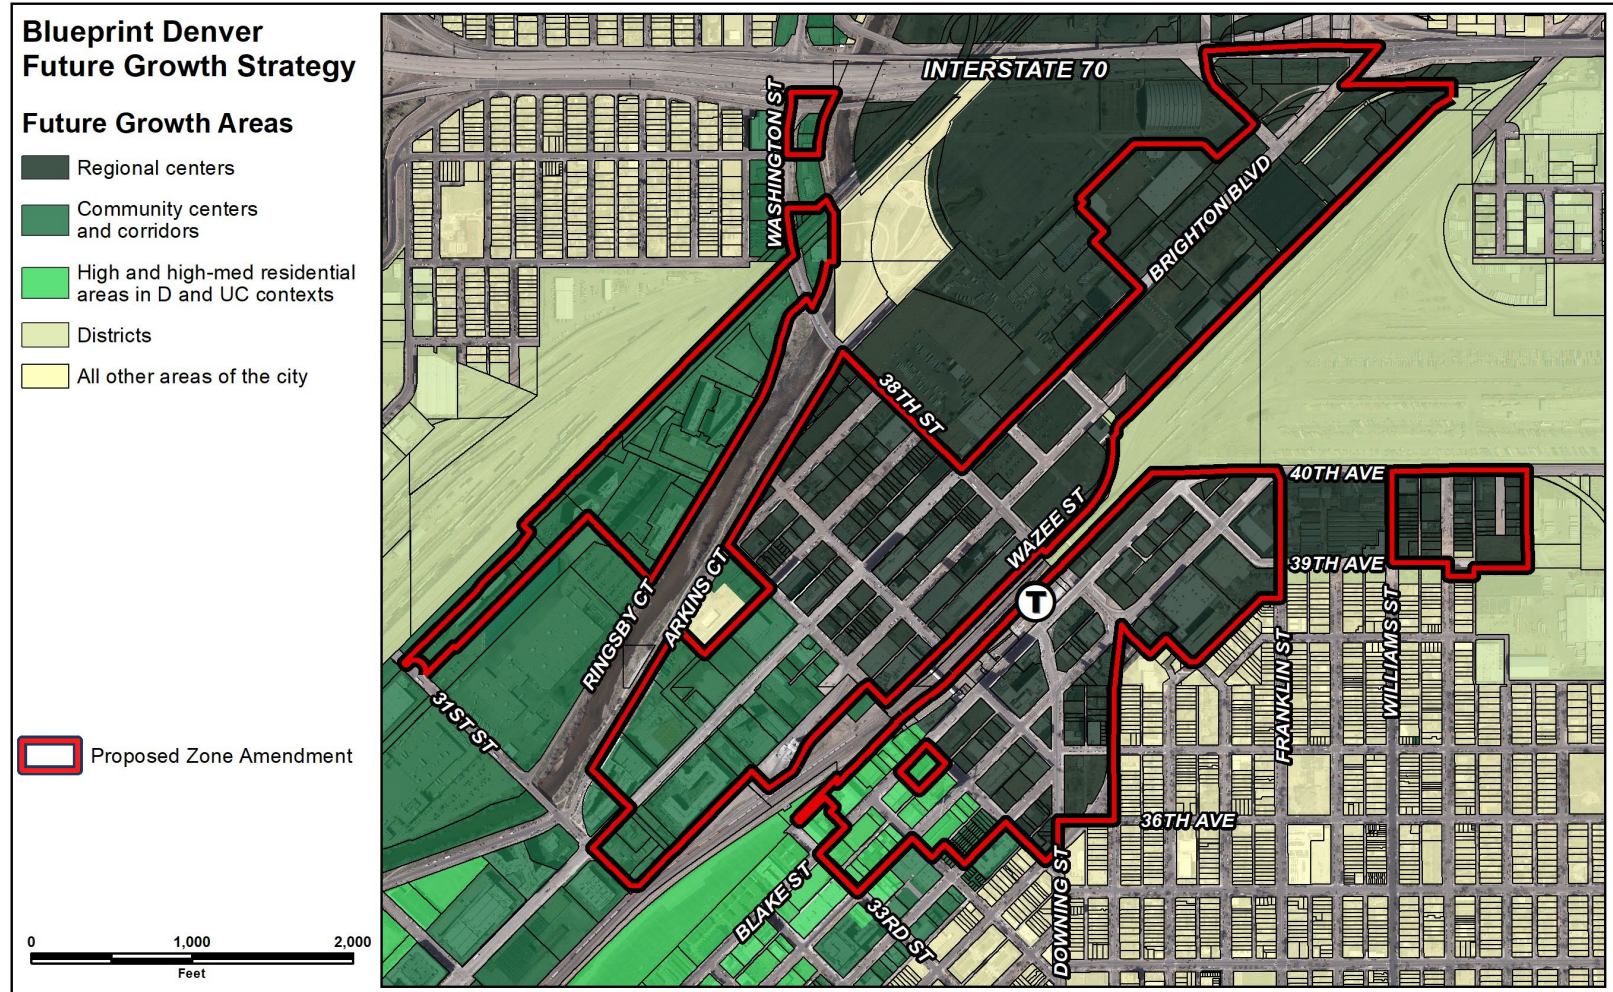 Blueprint Denver
Future Growth Strategy
Future Growth Areas
Regional centers
Community centers
and corridors
High and high-med residential
areas in D and UC contexts
Districts
All other areas of the city
Proposed Zone Amendment
0 1,000 2,000
Feet
INTERSTATE 70
WASHINGTON ST
BRIGHTON BLVD
38TH ST
40TH AVE
WAZEE ST
39TH AVE
T
ARKINS CT
RINGSBY CT
WILLIAMS ST
FRANKLIN ST
31ST ST
36TH AVE
BLAKE ST
33RD ST
DOWNING ST